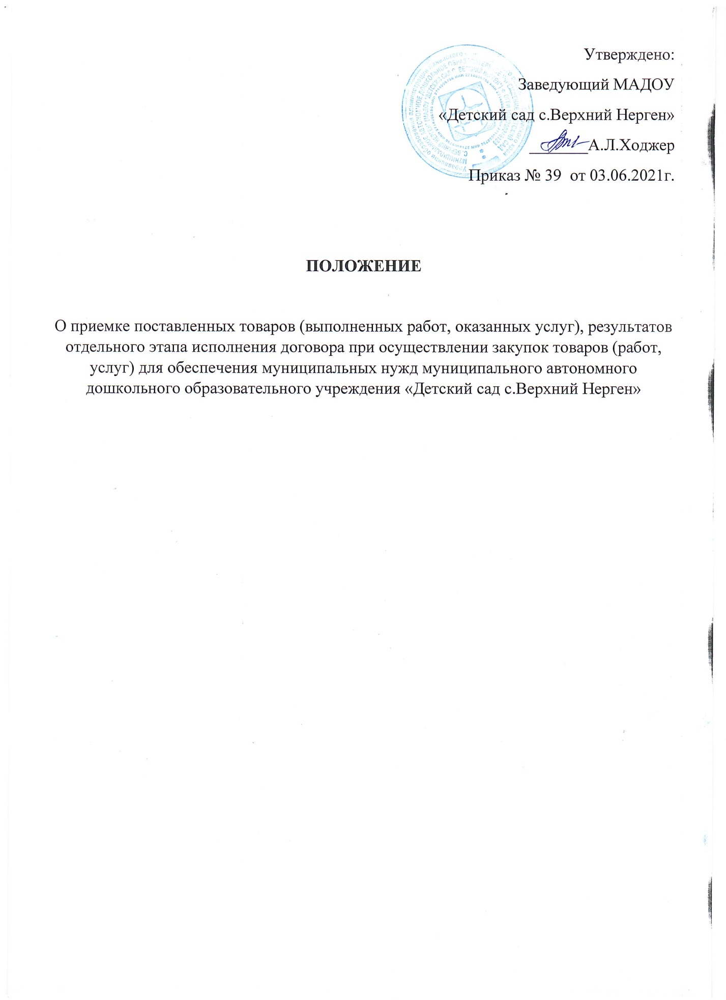 Утверждено:
Заведующий МАДОУ
«Детский сад с.Верхний Нерген»
А.Л.Ходжер
Приказ № 39 от 03.06.2021г.
ПОЛОЖЕНИЕ
О приемке поставленных товаров (выполненных работ, оказанных услуг), результатов
отдельного этапа исполнения договора при осуществлении закупок товаров (работ,
услуг) для обеспечения муниципальных нужд муниципального автономного
дошкольного образовательного учреждения «Детский сад с.Верхний Нерген»